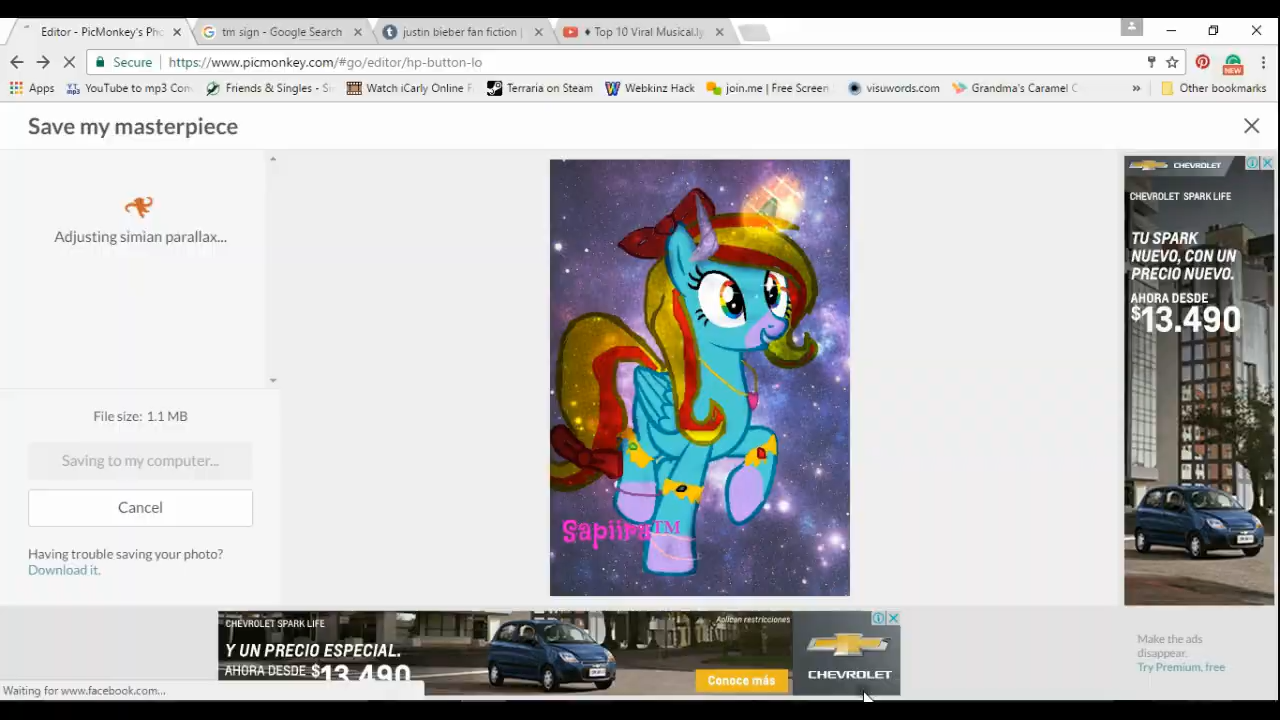 Editor - PicMonkey's Pho
tm sign - Google Search
justin bieber fan fiction |
♦ Top 10 Viral Musical.ly
Secure
https://www.picmonkey.com/#go/editor/hp-button-lo
NEW
Apps
YouTube to mp3 Con
Friends & Singles - Si
Watch iCarly Online F
Terraria on Steam
Webkinz Hack
join.me | Free Screen
visuwords.com
Grandma's Caramel C
»
Other bookmarks
Save my masterpiece
Adjusting simian parallax...
File size: 1.1 MB
Saving to my computer...
Cancel
Having trouble saving your photo?
Download it.
Sapiira™
CHEVROLET
CHEVROLET SPARK LIFE
TU SPARK
NUEVO, CON UN
PRECIO NUEVO.
AHORA DESDE
$13.490
CHEVROLET SPARK LIFE
Y UN PRECIO ESPECIAL.
AHORA DESDE $13.490
Aplican restricciones
Conoce más
CHEVROLET
Make the ads
disappear.
Try Premium, free
Waiting for www.facebook.com...